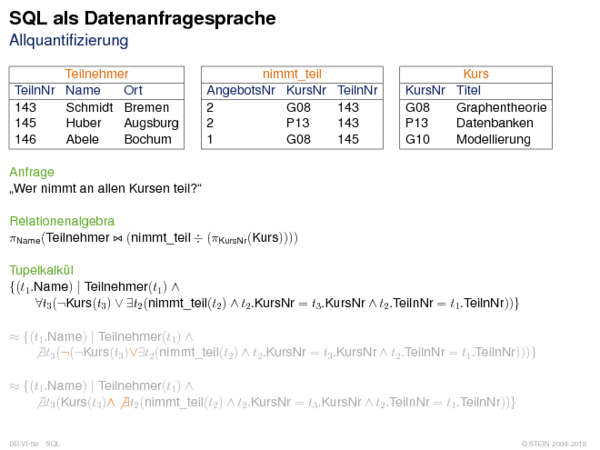 SQL als Datenanfragesprache
Allquantifizierung
Teilnehmer nimmt_teil Kurs
TeilnNr Name Ort AngebotsNr KursNr TeilnNr KursNr Titel
143 Schmidt Bremen 2 G08 143 G08 Graphentheorie
145 Huber Augsburg 2 P13 143 P13 Datenbanken
146 Abele Bochum 1 G08 145 G10 Modellierung
Anfrage
„Wer nimmt an allen Kursen teil?“
Relationenalgebra
π_Name(Teilnehmer ⋈ (nimmt_teil ÷ (π_KursNr(Kurs))))
Tupelkalkül
{(t₁.Name) | Teilnehmer(t₁) ∧
∀t₃(¬Kurs(t₃) ∨ ∃t₂(nimmt_teil(t₂) ∧ t₂.KursNr = t₃.KursNr ∧ t₂.TeilnNr = t₁.TeilnNr))}
≈ {(t₁.Name) | Teilnehmer(t₁) ∧
∄t₃(¬(¬Kurs(t₃)∨∃t₂(nimmt_teil(t₂) ∧ t₂.KursNr = t₃.KursNr ∧ t₂.TeilnNr = t₁.TeilnNr)))}
≈ {(t₁.Name) | Teilnehmer(t₁) ∧
∄t₃(Kurs(t₃)∧ ∄t₂(nimmt_teil(t₂) ∧ t₂.KursNr = t₃.KursNr ∧ t₂.TeilnNr = t₁.TeilnNr))}
DB:VI-58 SQL © STEIN 2004-2018